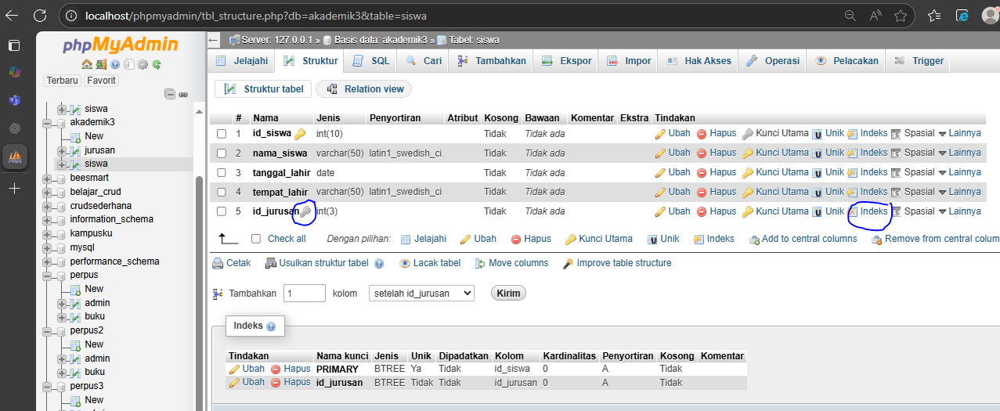 localhost/phpmyadmin/tbl_structure.php?db=akademik3&table=siswa
phpMyAdmin
Terbaru Favorit
siswa
akademik3
New
jurusan
siswa
beesmart
belajar_crud
crudsederhana
information_schema
kampusku
mysql
performance_schema
perpus
New
admin
buku
perpus2
New
admin
buku
perpus3
New
Server: 127.0.0.1 » Basis data: akademik3 » Tabel: siswa
Jelajahi Struktur SQL Cari Tambahkan Ekspor Impor Hak Akses Operasi Pelacakan Trigger
Struktur tabel Relation view
# Nama Jenis Penyortiran Atribut Kosong Bawaan Komentar Ekstra Tindakan
1 id_siswa int(10) Tidak Tidak ada Ubah Hapus Kunci Utama Unik Indeks Spasial Lainnya
2 nama_siswa varchar(50) latin1_swedish_ci Tidak Tidak ada Ubah Hapus Kunci Utama Unik Indeks Spasial Lainnya
3 tanggal_lahir date Tidak Tidak ada Ubah Hapus Kunci Utama Unik Indeks Spasial Lainnya
4 tempat_lahir varchar(50) latin1_swedish_ci Tidak Tidak ada Ubah Hapus Kunci Utama Unik Indeks Spasial Lainnya
5 id_jurusan int(3) Tidak Tidak ada Ubah Hapus Kunci Utama Unik Indeks Spasial Lainnya
Check all Dengan pilihan: Jelajahi Ubah Hapus Kunci Utama Unik Indeks Add to central columns Remove from central colum
Cetak Usulkan struktur tabel Lacak tabel Move columns Improve table structure
Tambahkan 1 kolom setelah id_jurusan Kirim
Indeks
Tindakan Nama kunci Jenis Unik Dipadatkan Kolom Kardinalitas Penyortiran Kosong Komentar
Ubah Hapus PRIMARY BTREE Ya Tidak id_siswa 0 A Tidak
Ubah Hapus id_jurusan BTREE Tidak Tidak id_jurusan 0 A Tidak